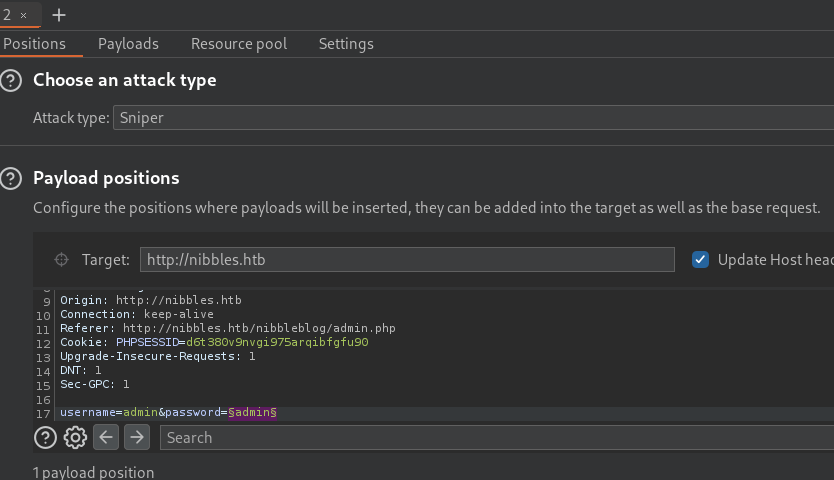 2 × +
Positions Payloads Resource pool Settings
Choose an attack type
Attack type: Sniper
Payload positions
Configure the positions where payloads will be inserted, they can be added into the target as well as the base request.
Target: http://nibbles.htb Update Host head
9 Origin: http://nibbles.htb
10 Connection: keep-alive
11 Referer: http://nibbles.htb/nibbleblog/admin.php
12 Cookie: PHPSESSID=d6t380v9nvgi975arqibfgfu90
13 Upgrade-Insecure-Requests: 1
14 DNT: 1
15 Sec-GPC: 1
16
17 username=admin&password=§admin§
Search
1 payload position